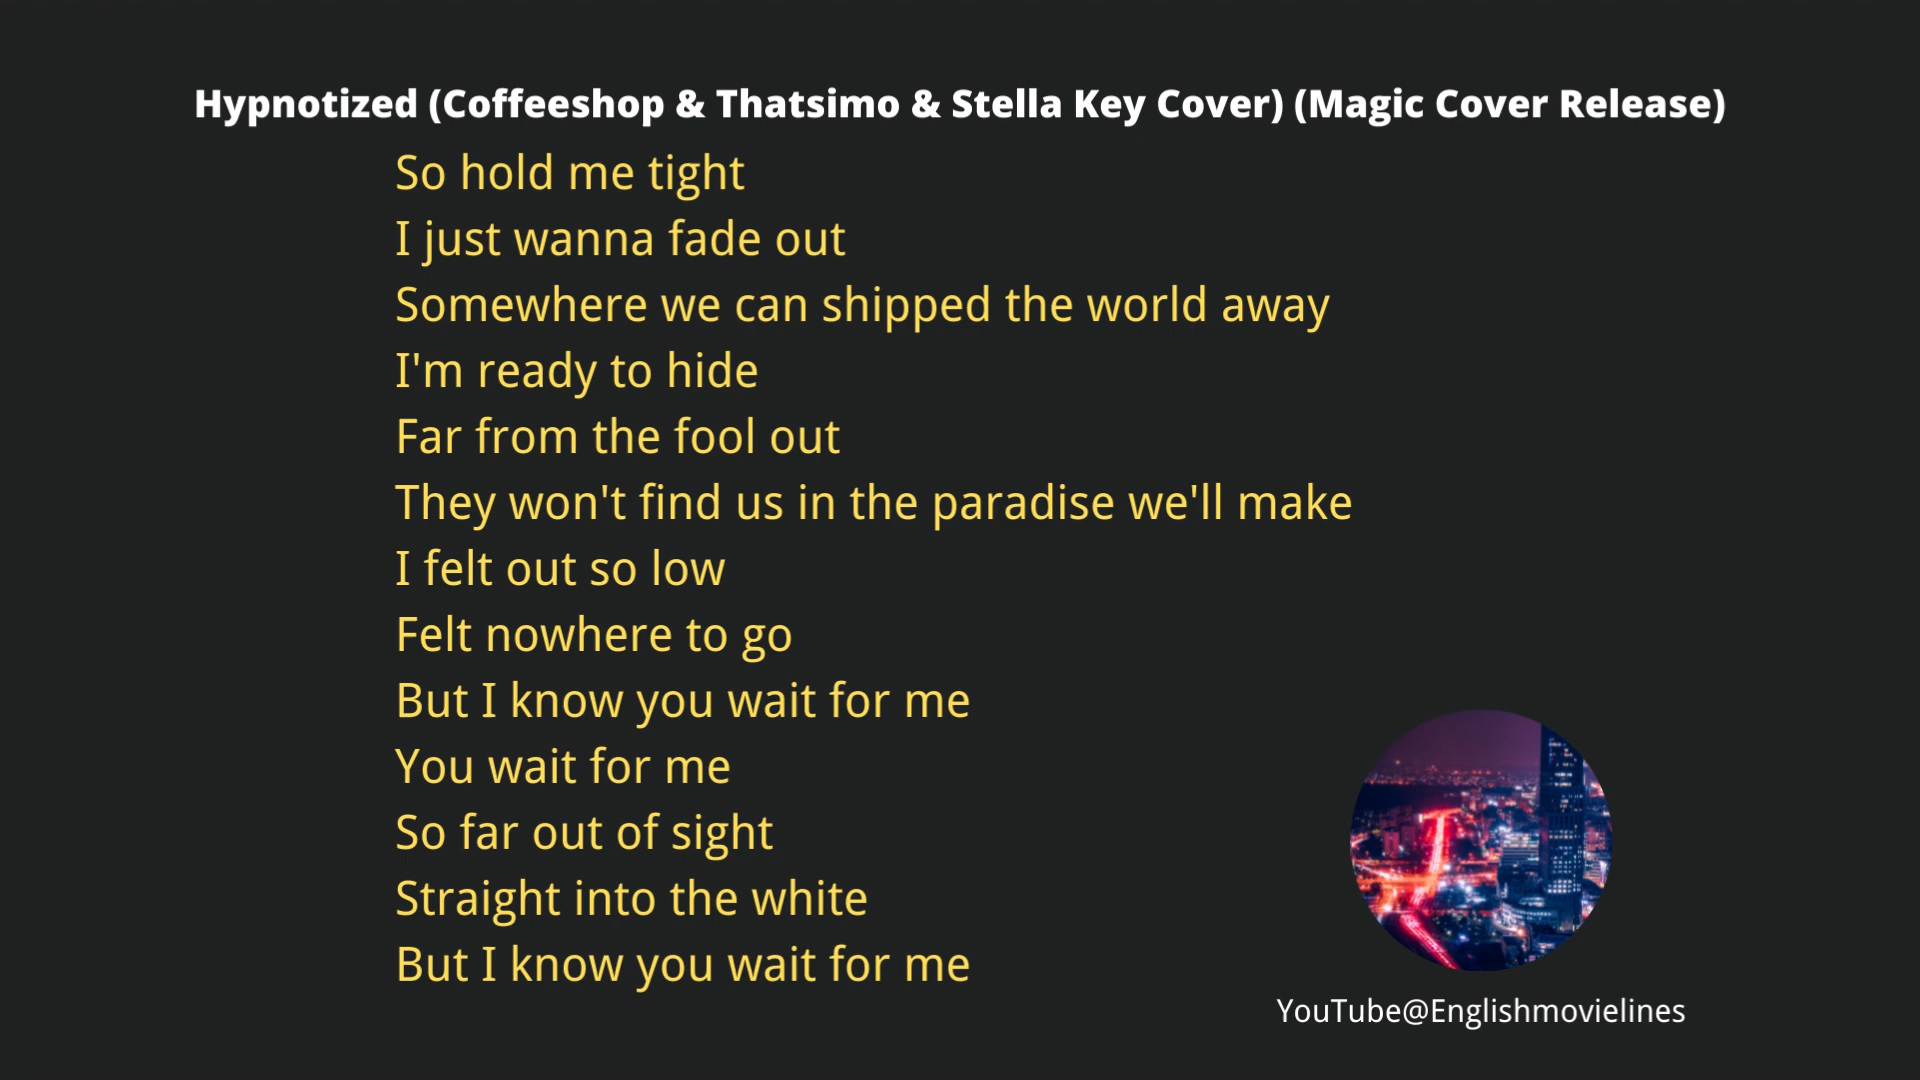 Hypnotized (Coffeeshop & Thatsimo & Stella Key Cover) (Magic Cover Release)
So hold me tight
I just wanna fade out
Somewhere we can shipped the world away
I'm ready to hide
Far from the fool out
They won't find us in the paradise we'll make
I felt out so low
Felt nowhere to go
But I know you wait for me
You wait for me
So far out of sight
Straight into the white
But I know you wait for me
YouTube@Englishmovielines